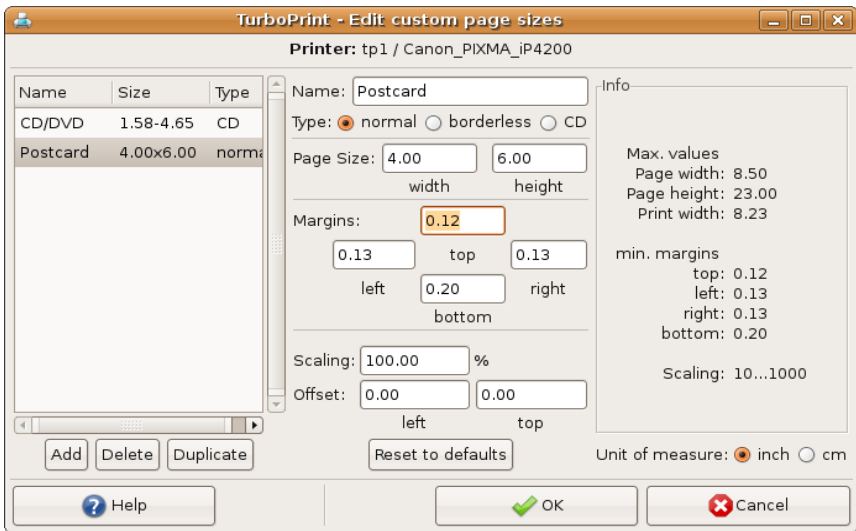 TurboPrint - Edit custom page sizes
Printer: tp1 / Canon_PIXMA_iP4200
Name Size Type
CD/DVD 1.58-4.65 CD
Postcard 4.00x6.00 norma
Name: Postcard
Type: normal borderless CD
Page Size: 4.00 6.00
width height
Margins: 0.12
0.13 top 0.13
left 0.20 right
bottom
Scaling: 100.00 %
Offset: 0.00 0.00
left top
Reset to defaults
Info
Max. values
Page width: 8.50
Page height: 23.00
Print width: 8.23
min. margins
top: 0.12
left: 0.13
right: 0.13
bottom: 0.20
Scaling: 10...1000
Unit of measure: inch cm
Add Delete Duplicate
Help OK Cancel